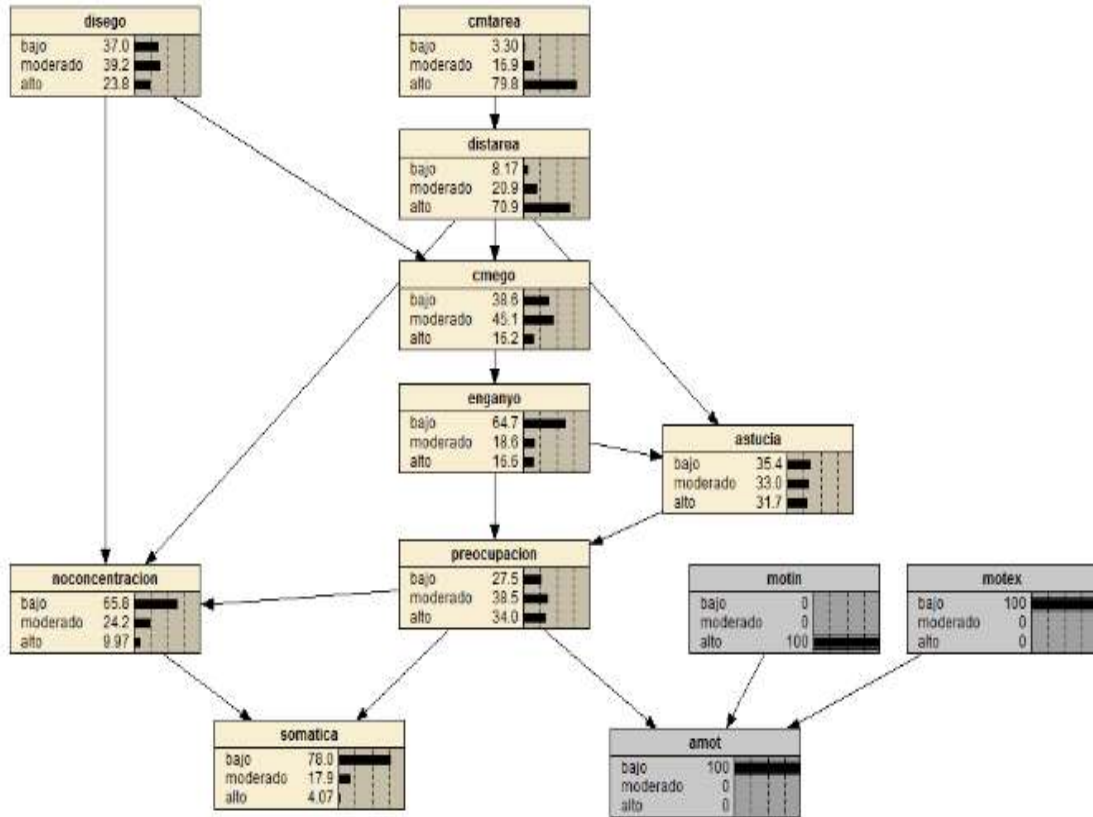 disego
bajo 37.0
moderado 39.2
alto 23.8
cmtarea
bajo 3.30
moderado 16.9
alto 79.8
distarea
bajo 8.17
moderado 20.9
alto 70.9
cmego
bajo 38.6
moderado 45.1
alto 16.2
enganyo
bajo 64.7
moderado 18.6
alto 16.6
astucia
bajo 35.4
moderado 33.0
alto 31.7
noconcentracion
bajo 65.8
moderado 24.2
alto 9.97
preocupacion
bajo 27.5
moderado 38.5
alto 34.0
motin
bajo 0
moderado 0
alto 100
motex
bajo 100
moderado 0
alto 0
somatica
bajo 78.0
moderado 17.9
alto 4.07
amot
bajo 100
moderado 0
alto 0